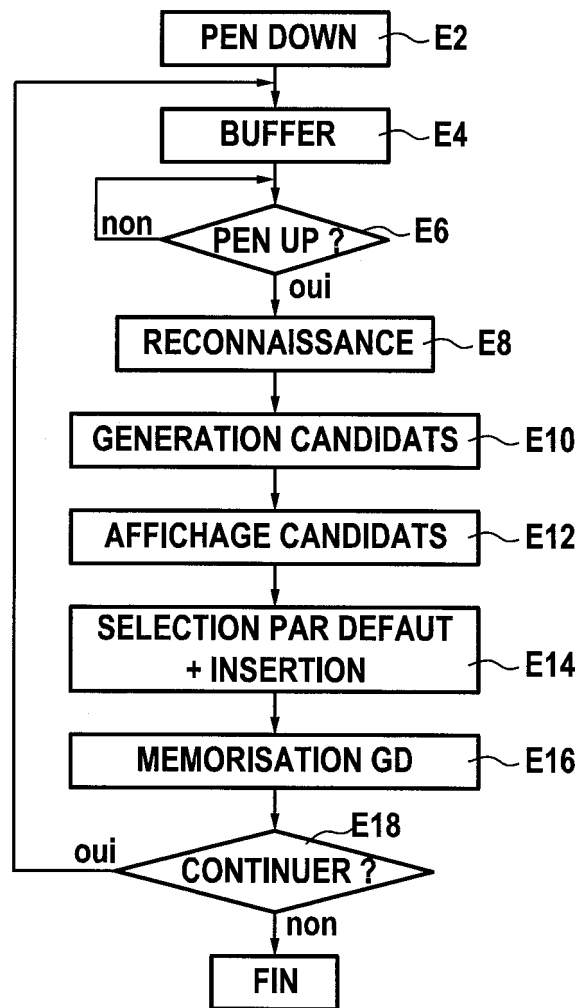 PEN DOWN E2
BUFFER E4
non PEN UP ? E6
oui
RECONNAISSANCE E8
GENERATION CANDIDATS E10
AFFICHAGE CANDIDATS E12
SELECTION PAR DEFAUT
+ INSERTION E14
MEMORISATION GD E16
E18
oui CONTINUER ?
non
FIN